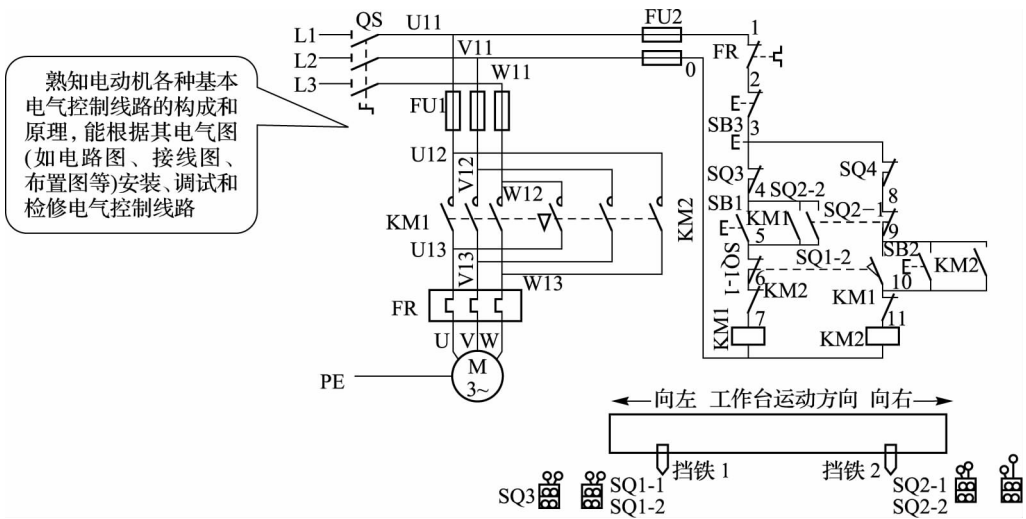 QS
U11
FU2
1
L1
V11
FR
L2
W11
0
L3
2
熟知电动机各种基本
电气控制线路的构成和
原理,能根据其电气图
(如电路图、接线图、
布置图等)安装、调试和
检修电气控制线路
FU1
E
SB3
3
E
U12
V12
SQ3
SQ4
W12
4
SQ2-2
8
KM1
KM2
SB1
KM1
SQ2-1
E
5
9
U13
SQ1-1
SQ1-2
SB2
E
KM2
V13
W13
6
KM2
KM1
10
FR
7
11
U
V
W
KM1
KM2
M
3~
PE
向左 工作台运动方向 向右
挡铁 1
挡铁 2
SQ3
SQ1-1
SQ1-2
SQ2-1
SQ2-2